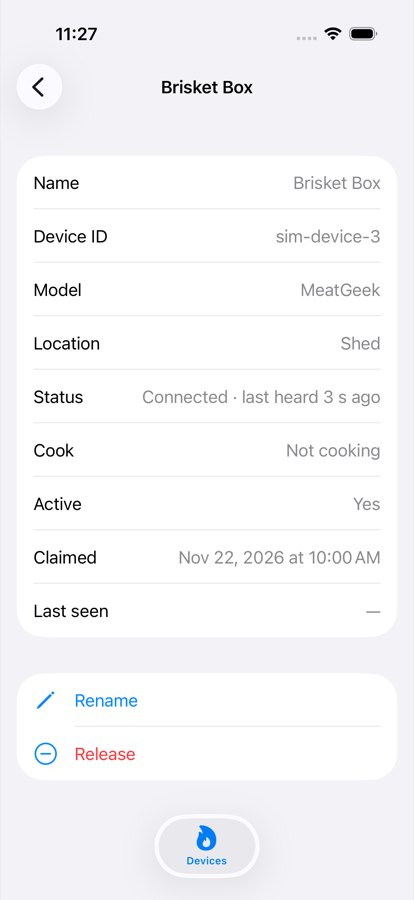 11:27
Brisket Box
Name Brisket Box
Device ID sim-device-3
Model MeatGeek
Location Shed
Status Connected · last heard 3 s ago
Cook Not cooking
Active Yes
Claimed Nov 22, 2026 at 10:00 AM
Last seen —
Rename
Release
Devices